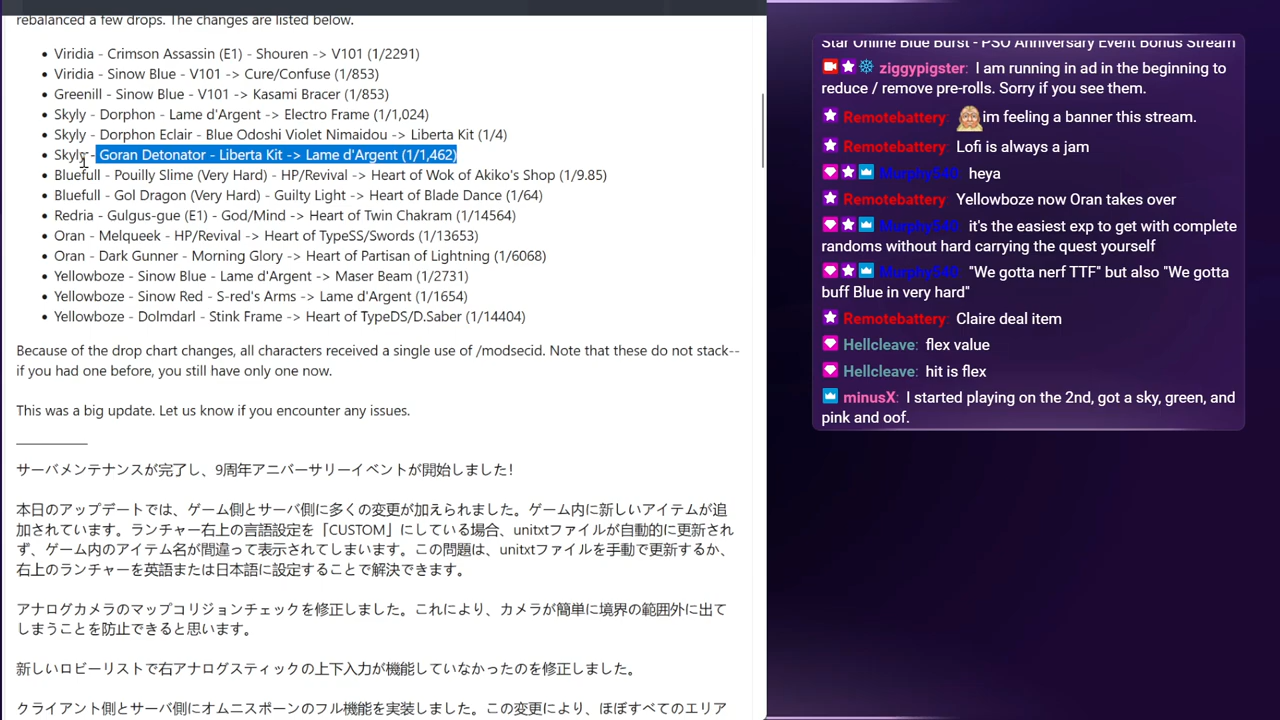 rebalanced a few drops. The changes are listed below.
Viridia - Crimson Assassin (E1) - Shouren -> V101 (1/2291)
Viridia - Sinow Blue - V101 -> Cure/Confuse (1/853)
Greenill - Sinow Blue - V101 -> Kasami Bracer (1/853)
Skyly - Dorphon - Lame d'Argent -> Electro Frame (1/1,024)
Skyly - Dorphon Eclair - Blue Odoshi Violet Nimaidou -> Liberta Kit (1/4)
Skyly - Goran Detonator - Liberta Kit -> Lame d'Argent (1/1,462)
Bluefull - Pouilly Slime (Very Hard) - HP/Revival -> Heart of Wok of Akiko's Shop (1/9.85)
Bluefull - Gol Dragon (Very Hard) - Guilty Light -> Heart of Blade Dance (1/64)
Redria - Gulgus-gue (E1) - God/Mind -> Heart of Twin Chakram (1/14564)
Oran - Melqueek - HP/Revival -> Heart of TypeSS/Swords (1/13653)
Oran - Dark Gunner - Morning Glory -> Heart of Partisan of Lightning (1/6068)
Yellowboze - Sinow Blue - Lame d'Argent -> Maser Beam (1/2731)
Yellowboze - Sinow Red - S-red's Arms -> Lame d'Argent (1/1654)
Yellowboze - Dolmdarl - Stink Frame -> Heart of TypeDS/D.Saber (1/14404)
Because of the drop chart changes, all characters received a single use of /modsecid. Note that these do not stack--
if you had one before, you still have only one now.
This was a big update. Let us know if you encounter any issues.
サーバメンテナンスが完了し、9周年アニバーサリーイベントが開始しました！
本日のアップデートでは、ゲーム側とサーバ側に多くの変更が加えられました。ゲーム内に新しいアイテムが追
加されています。ランチャー右上の言語設定を「CUSTOM」にしている場合、unitxtファイルが自動的に更新され
ず、ゲーム内のアイテム名が間違って表示されてしまいます。この問題は、unitxtファイルを手動で更新するか、
右上のランチャーを英語または日本語に設定することで解決できます。
アナログカメラのマップコリジョンチェックを修正しました。これにより、カメラが簡単に境界の範囲外に出て
しまうことを防止できると思います。
新しいロビーリストで右アナログスティックの上下入力が機能していなかったのを修正しました。
クライアント側とサーバ側にオムニスポーンのフル機能を実装しました。この変更により、ほぼすべてのエリア
Star Online Blue Burst - PSO Anniversary Event Bonus Stream
ziggypigster: I am running in ad in the beginning to
reduce / remove pre-rolls. Sorry if you see them.
Remotebattery: im feeling a banner this stream.
Remotebattery: Lofi is always a jam
Murphy540: heya
Remotebattery: Yellowboze now Oran takes over
Murphy540: it's the easiest exp to get with complete
randoms without hard carrying the quest yourself
Murphy540: "We gotta nerf TTF" but also "We gotta
buff Blue in very hard"
Remotebattery: Claire deal item
Hellcleave: flex value
Hellcleave: hit is flex
minusX: I started playing on the 2nd, got a sky, green, and
pink and oof.